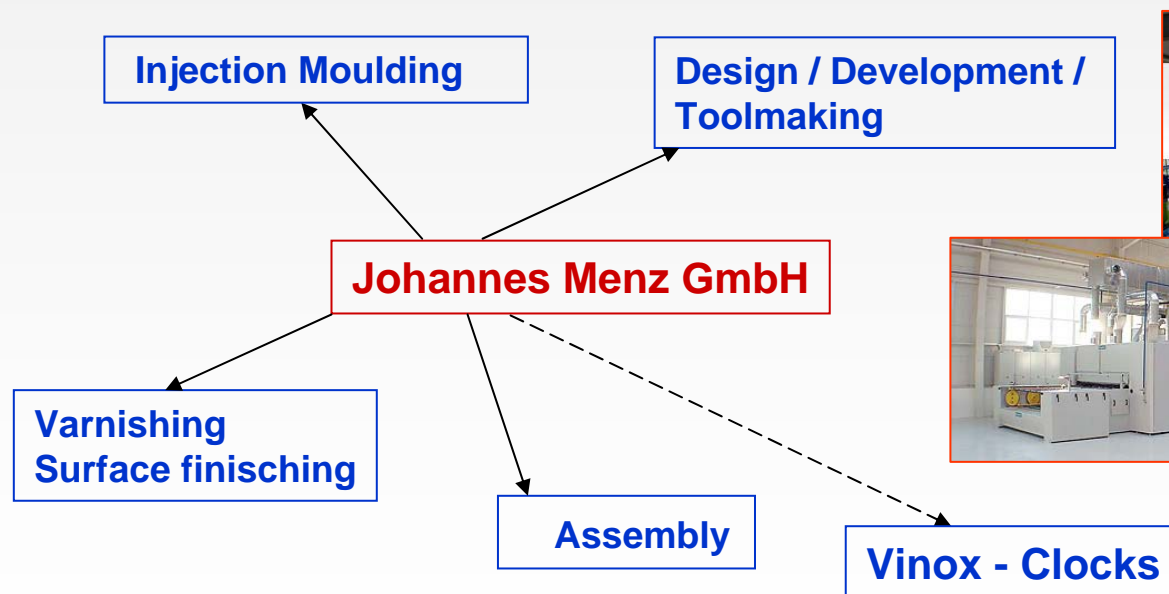 Injection Moulding
Design / Development /
Toolmaking
Johannes Menz GmbH
Varnishing
Surface finisching
Assembly
Vinox - Clocks